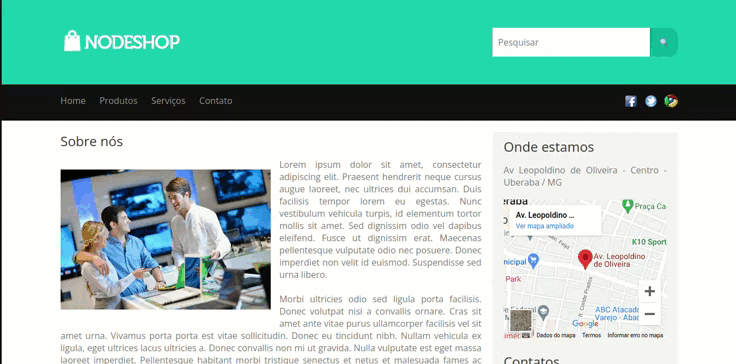 NODESHOP
Pesquisar
Home Produtos Serviços Contato
Sobre nós
Lorem ipsum dolor sit amet, consectetur
adipiscing elit. Praesent hendrerit neque cursus
augue laoreet, nec ultrices dui accumsan. Duis
facilisis tempor lorem eu egestas. Nunc
vestibulum vehicula turpis, id elementum tortor
mollis sit amet. Sed dignissim odio vel dapibus
eleifend. Fusce ut dignissim erat. Maecenas
pellentesque vulputate odio nec posuere. Donec
imperdiet non velit id euismod. Suspendisse sed
urna libero.
Morbi ultricies odio sed ligula porta facilisis.
Donec volutpat nisi a convallis ornare. Cras sit
amet ante vitae purus ullamcorper facilisis vel sit
amet urna. Vivamus porta porta est vitae sollicitudin. Donec eu tincidunt nibh. Nullam vehicula ex
ligula, eget ultrices lacus ultricies a. Donec convallis non mi ut gravida. Nulla vulputate est eget massa
laoreet imperdiet. Pellentesque habitant morbi tristique senectus et netus et malesuada fames ac
Onde estamos
Av Leopoldino de Oliveira - Centro -
Uberaba / MG
eraba
Praça Ca
Av. Leopoldino ...
Ver mapa ampliado
K10 Sport
nicipal
Av. Leopoldino
de Oliveira
R. Conde Prados
de Federal
ABC Atacado
Varejo - Aboc
Google
Dados do mapa Termos Informar erro no mapa
Contatos